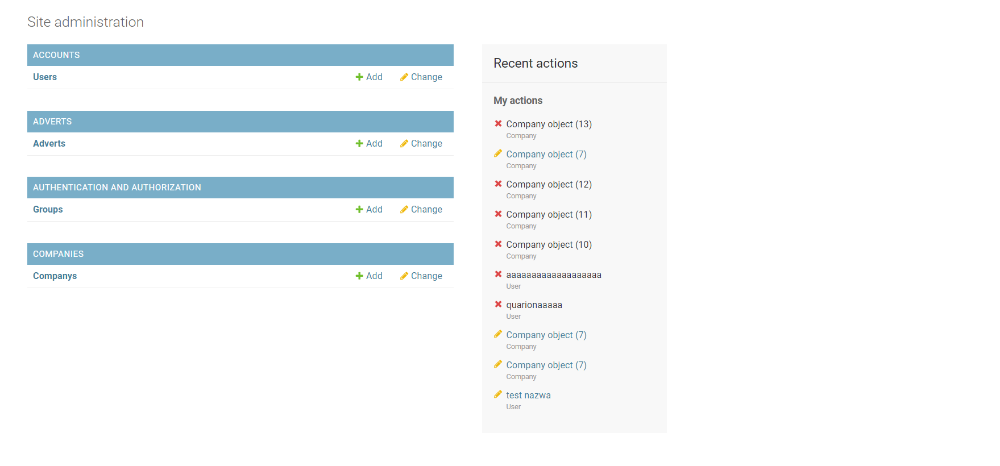 Site administration
ACCOUNTS
Users Add Change
ADVERTS
Adverts Add Change
AUTHENTICATION AND AUTHORIZATION
Groups Add Change
COMPANIES
Companys Add Change
Recent actions
My actions
Company object (13)
Company
Company object (7)
Company
Company object (12)
Company
Company object (11)
Company
Company object (10)
Company
aaaaaaaaaaaaaaaaaaa
User
quarionaaaaa
User
Company object (7)
Company
Company object (7)
Company
test nazwa
User